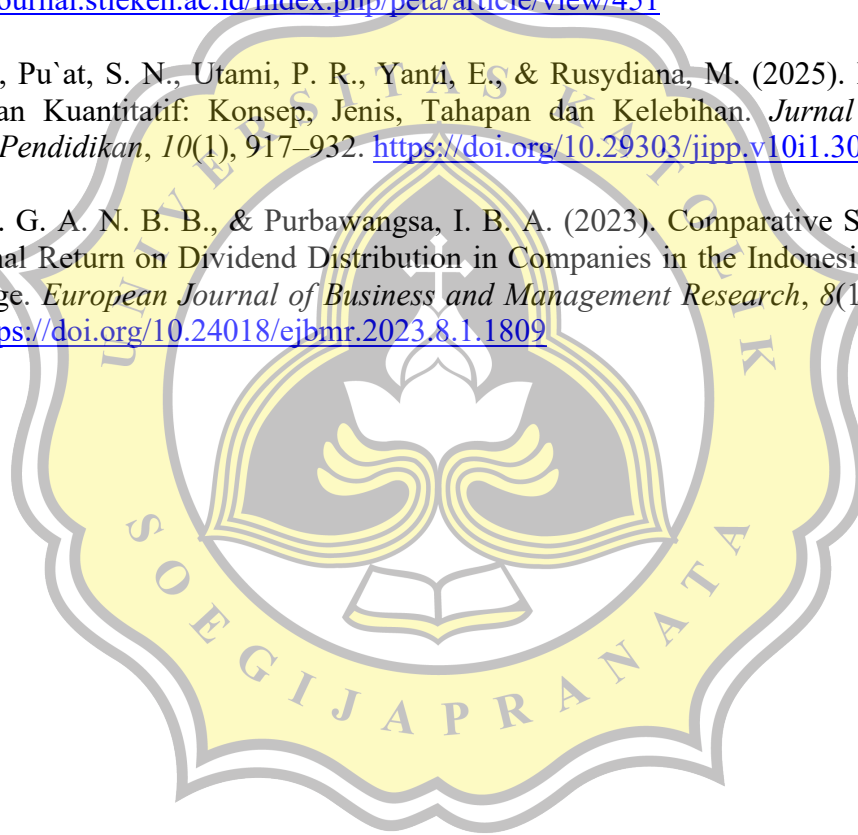 ournal.stieken.ac.id/index.php/peta/article/view/451
, Pu`at, S. N., Utami, P. R., Yanti, E., & Rusydiana, M. (2025).
an Kuantitatif: Konsep, Jenis, Tahapan dan Kelebihan. Jurnal
Pendidikan, 10(1), 917–932. https://doi.org/10.29303/jipp.v10i1.30
. G. A. N. B. B., & Purbawangsa, I. B. A. (2023). Comparative S
nal Return on Dividend Distribution in Companies in the Indonesi
ge. European Journal of Business and Management Research, 8(1
ps://doi.org/10.24018/ejbmr.2023.8.1.1809
UNIVERSITAS KATOLIK
SOEGIJAPRANATA